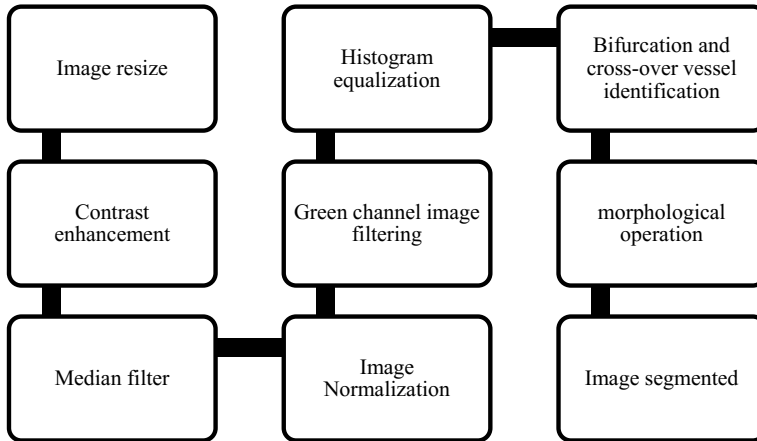 Image resize
Contrast
enhancement
Median filter
Image
Normalization
Green channel image
filtering
Histogram
equalization
Bifurcation and
cross-over vessel
identification
morphological
operation
Image segmented